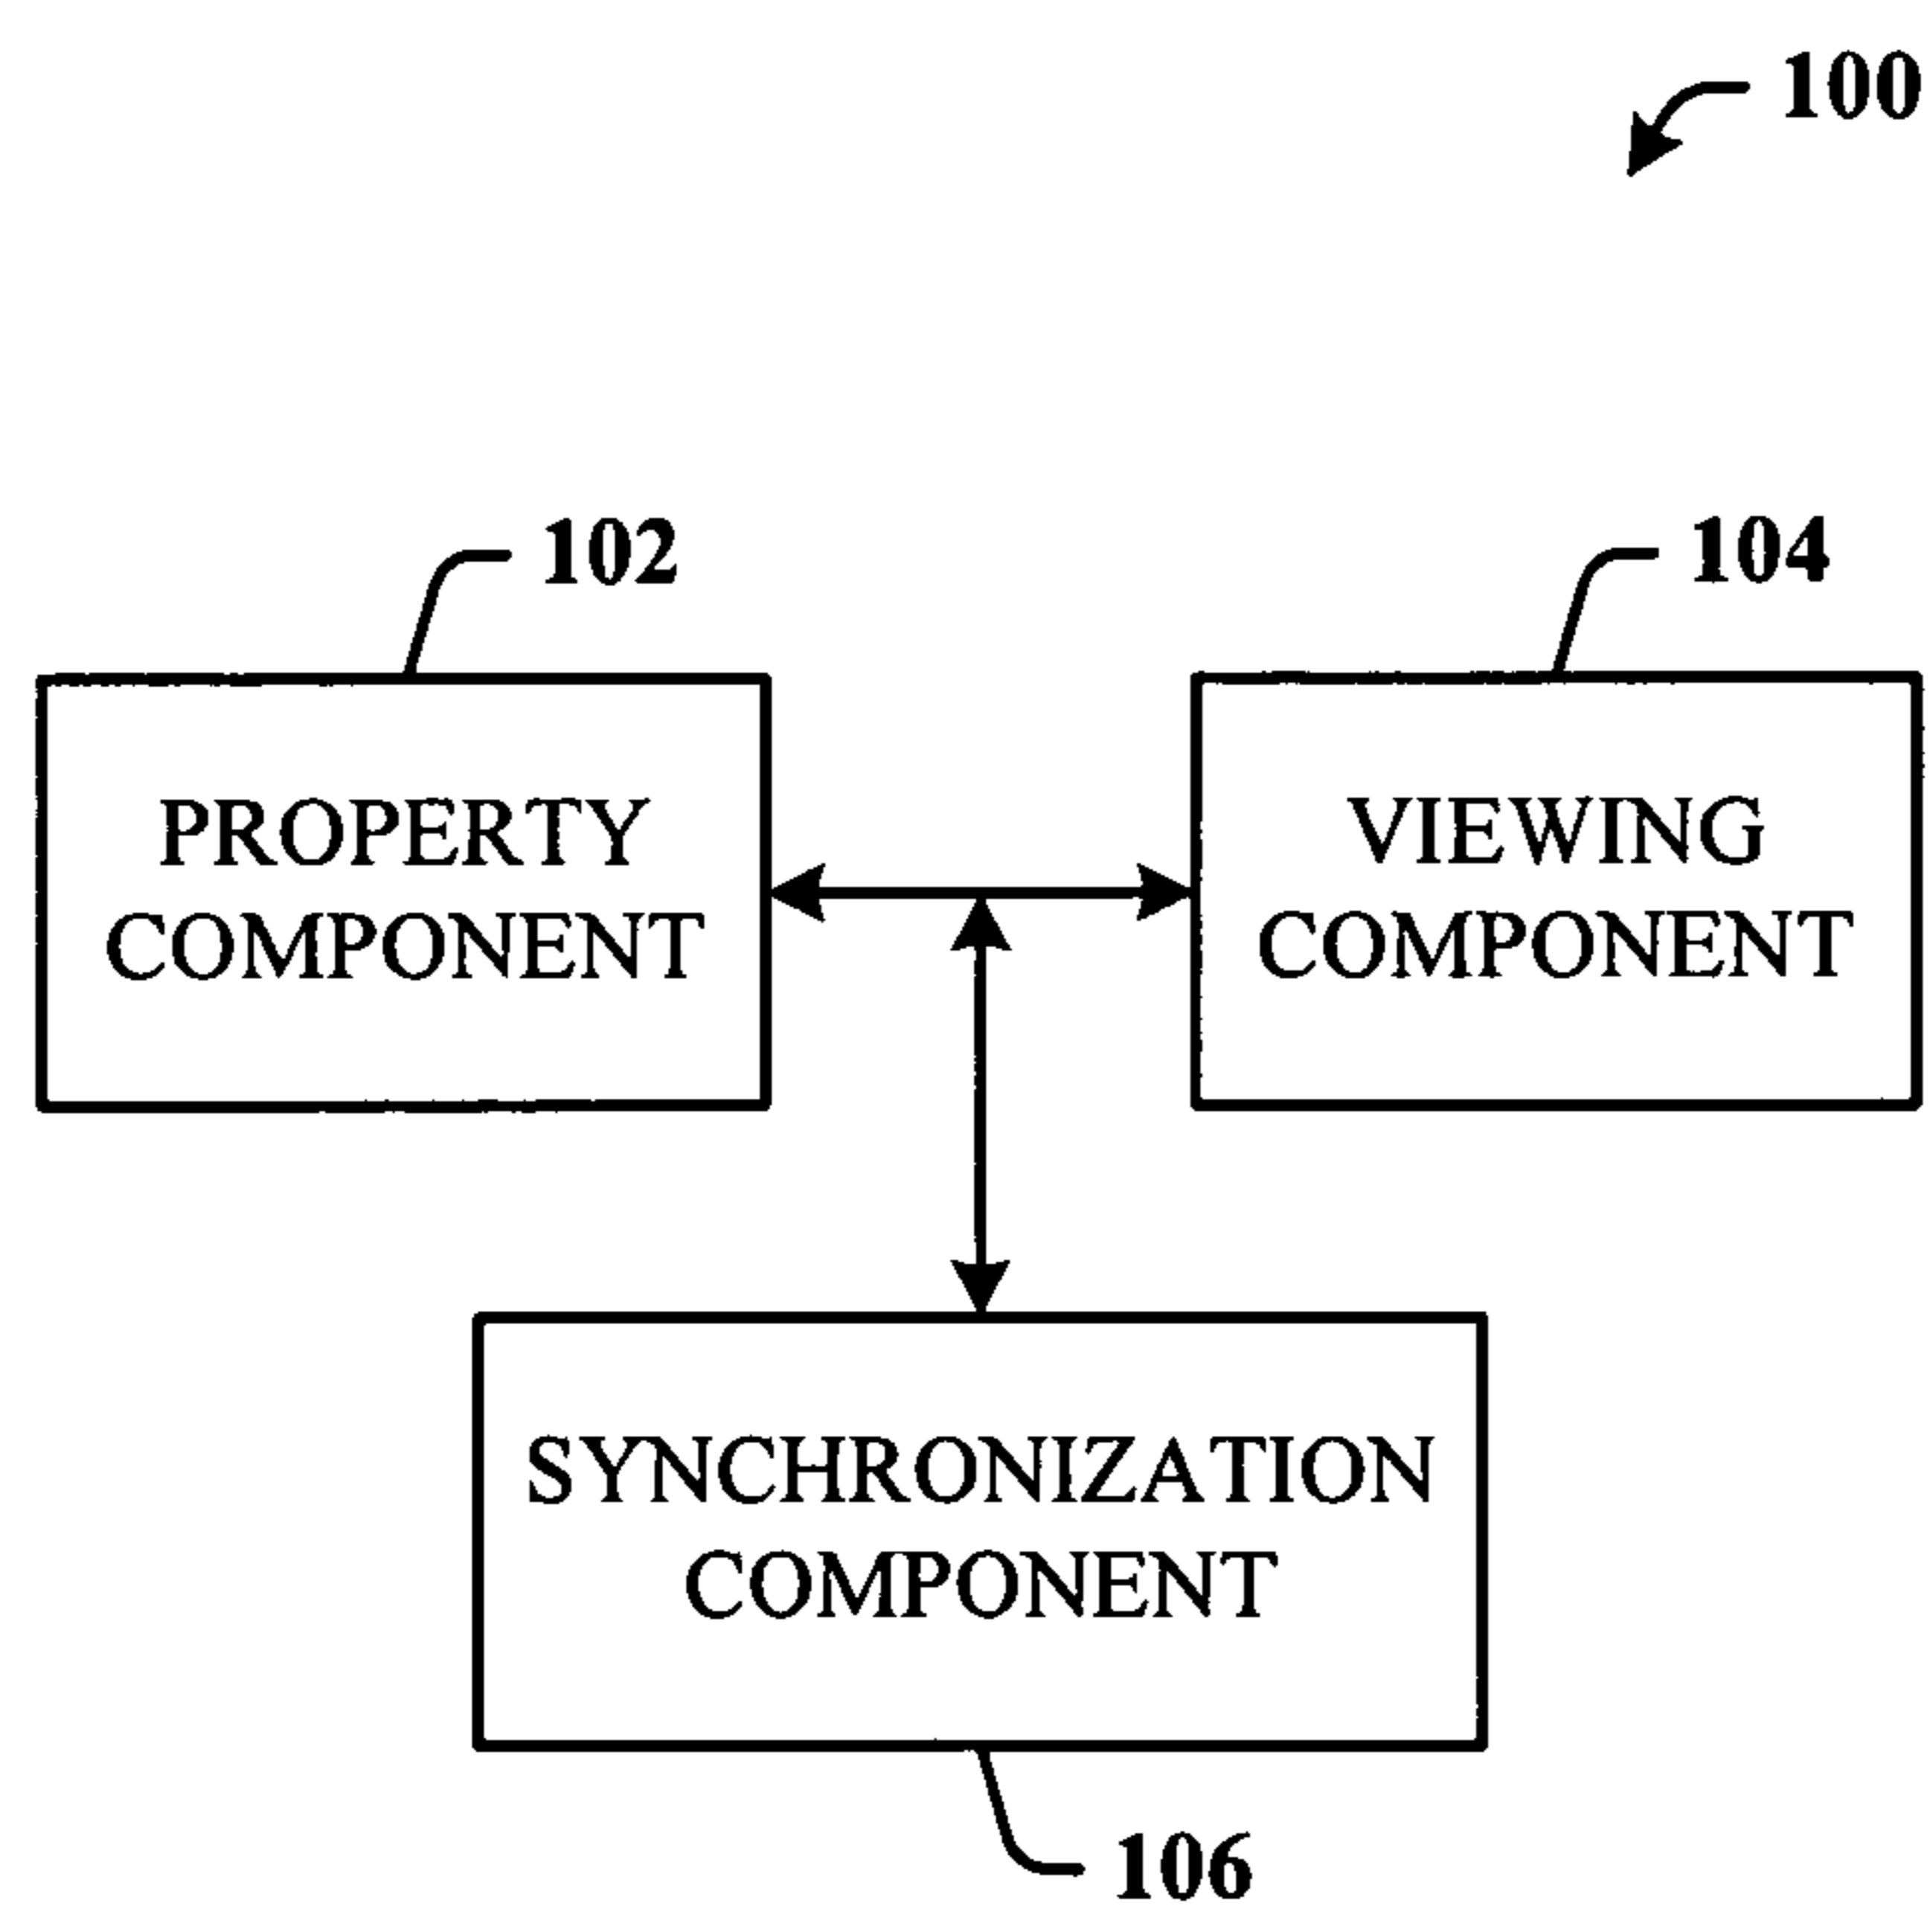 100
102
104
PROPERTY
COMPONENT
VIEWING
COMPONENT
SYNCHRONIZATION
COMPONENT
106